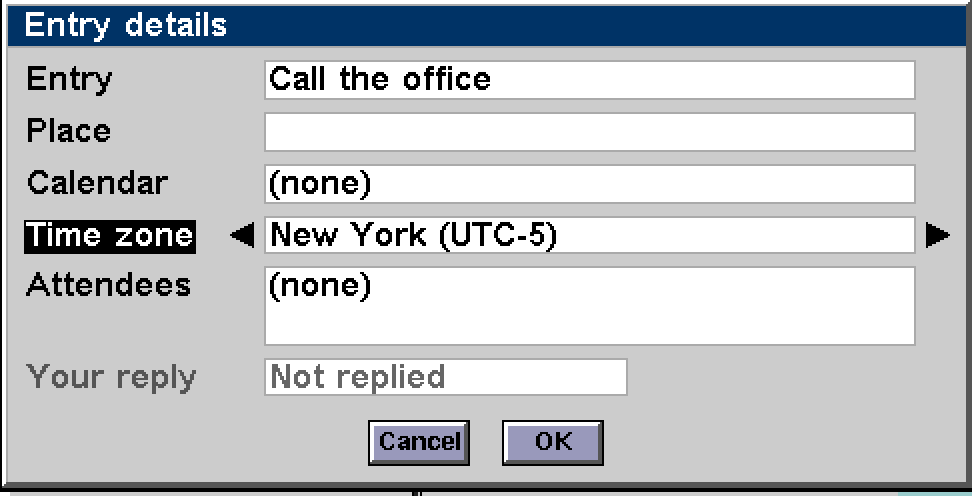 Entry details
Entry Call the office
Place
Calendar (none)
Time zone New York (UTC-5)
Attendees (none)
Your reply Not replied
Cancel OK